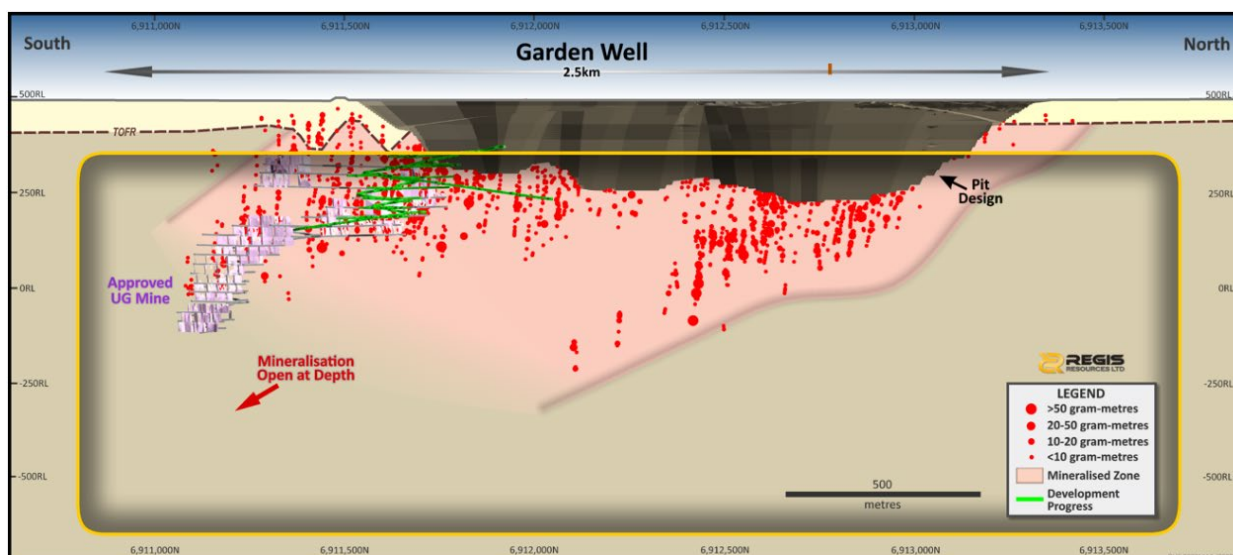 6,911,000N 6,911,500N 6,912,000N 6,912,500N 6,913,000N 6,913,500N
South
Garden Well
North
2.5km
500RL
500RL
TOFR
250RL
250RL
Pit
Design
Approved
UG Mine
0RL
0RL
Mineralisation
Open at Depth
REGIS
RESOURCES LTD
-250RL
-250RL
LEGEND
>50 gram-metres
20-50 gram-metres
10-20 gram-metres
<10 gram-metres
Mineralised Zone
Development
Progress
500
metres
-500RL
-500RL
6,911,000N 6,911,500N 6,912,000N 6,912,500N 6,913,000N 6,913,500N